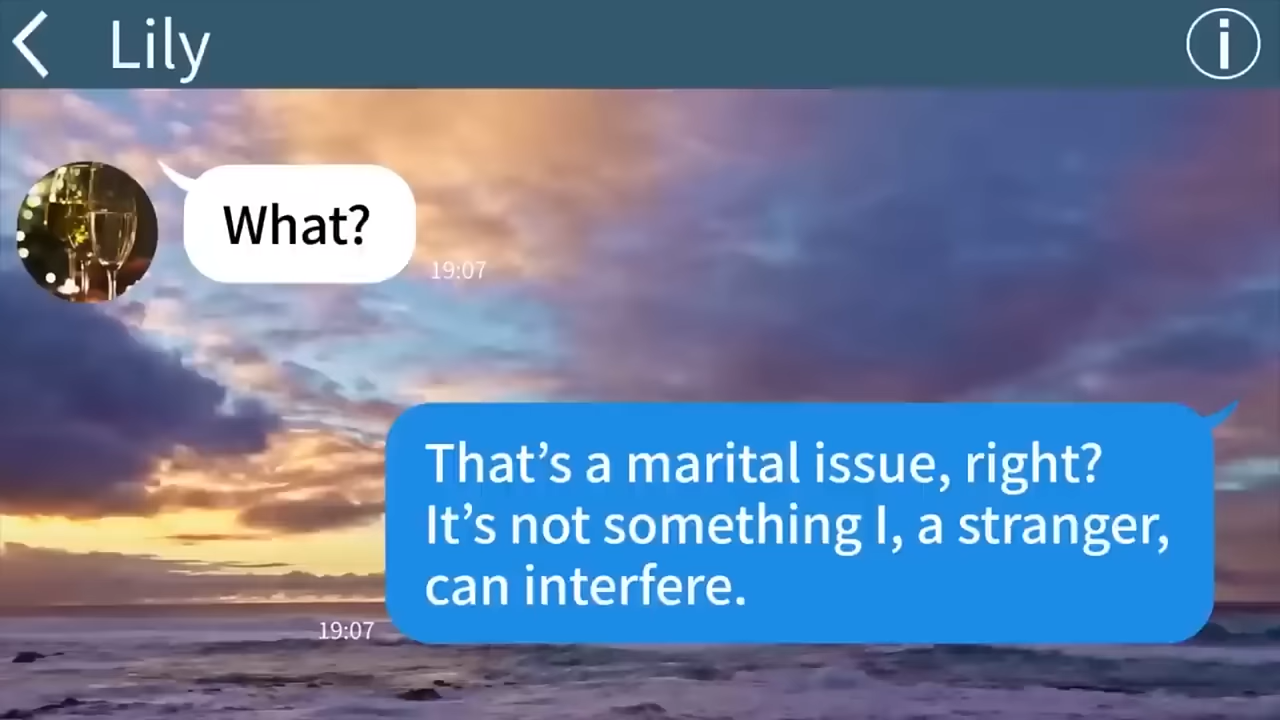 Lily
What?
19:07
That’s a marital issue, right?
It’s not something I, a stranger,
can interfere.
19:07